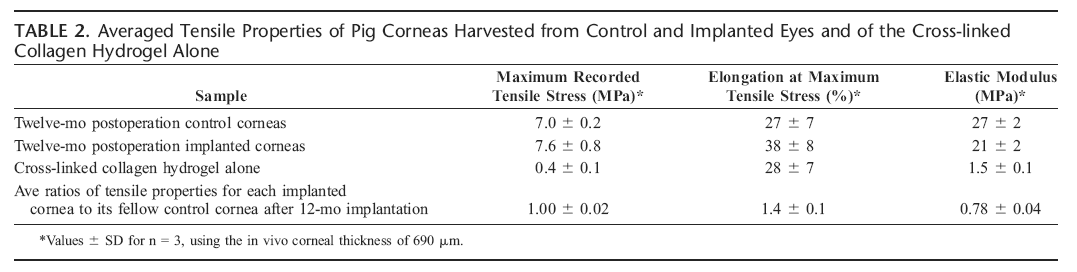 TABLE 2. Averaged Tensile Properties of Pig Corneas Harvested from Control and Implanted Eyes and of the Cross-linked
Collagen Hydrogel Alone
Sample Maximum Recorded Tensile Stress (MPa)* Elongation at Maximum Tensile Stress (%)* Elastic Modulus (MPa)*
Twelve-mo postoperation control corneas 7.0 ± 0.2 27 ± 7 27 ± 2
Twelve-mo postoperation implanted corneas 7.6 ± 0.8 38 ± 8 21 ± 2
Cross-linked collagen hydrogel alone 0.4 ± 0.1 28 ± 7 1.5 ± 0.1
Ave ratios of tensile properties for each implanted
cornea to its fellow control cornea after 12-mo implantation 1.00 ± 0.02 1.4 ± 0.1 0.78 ± 0.04
*Values ± SD for n = 3, using the in vivo corneal thickness of 690 μm.